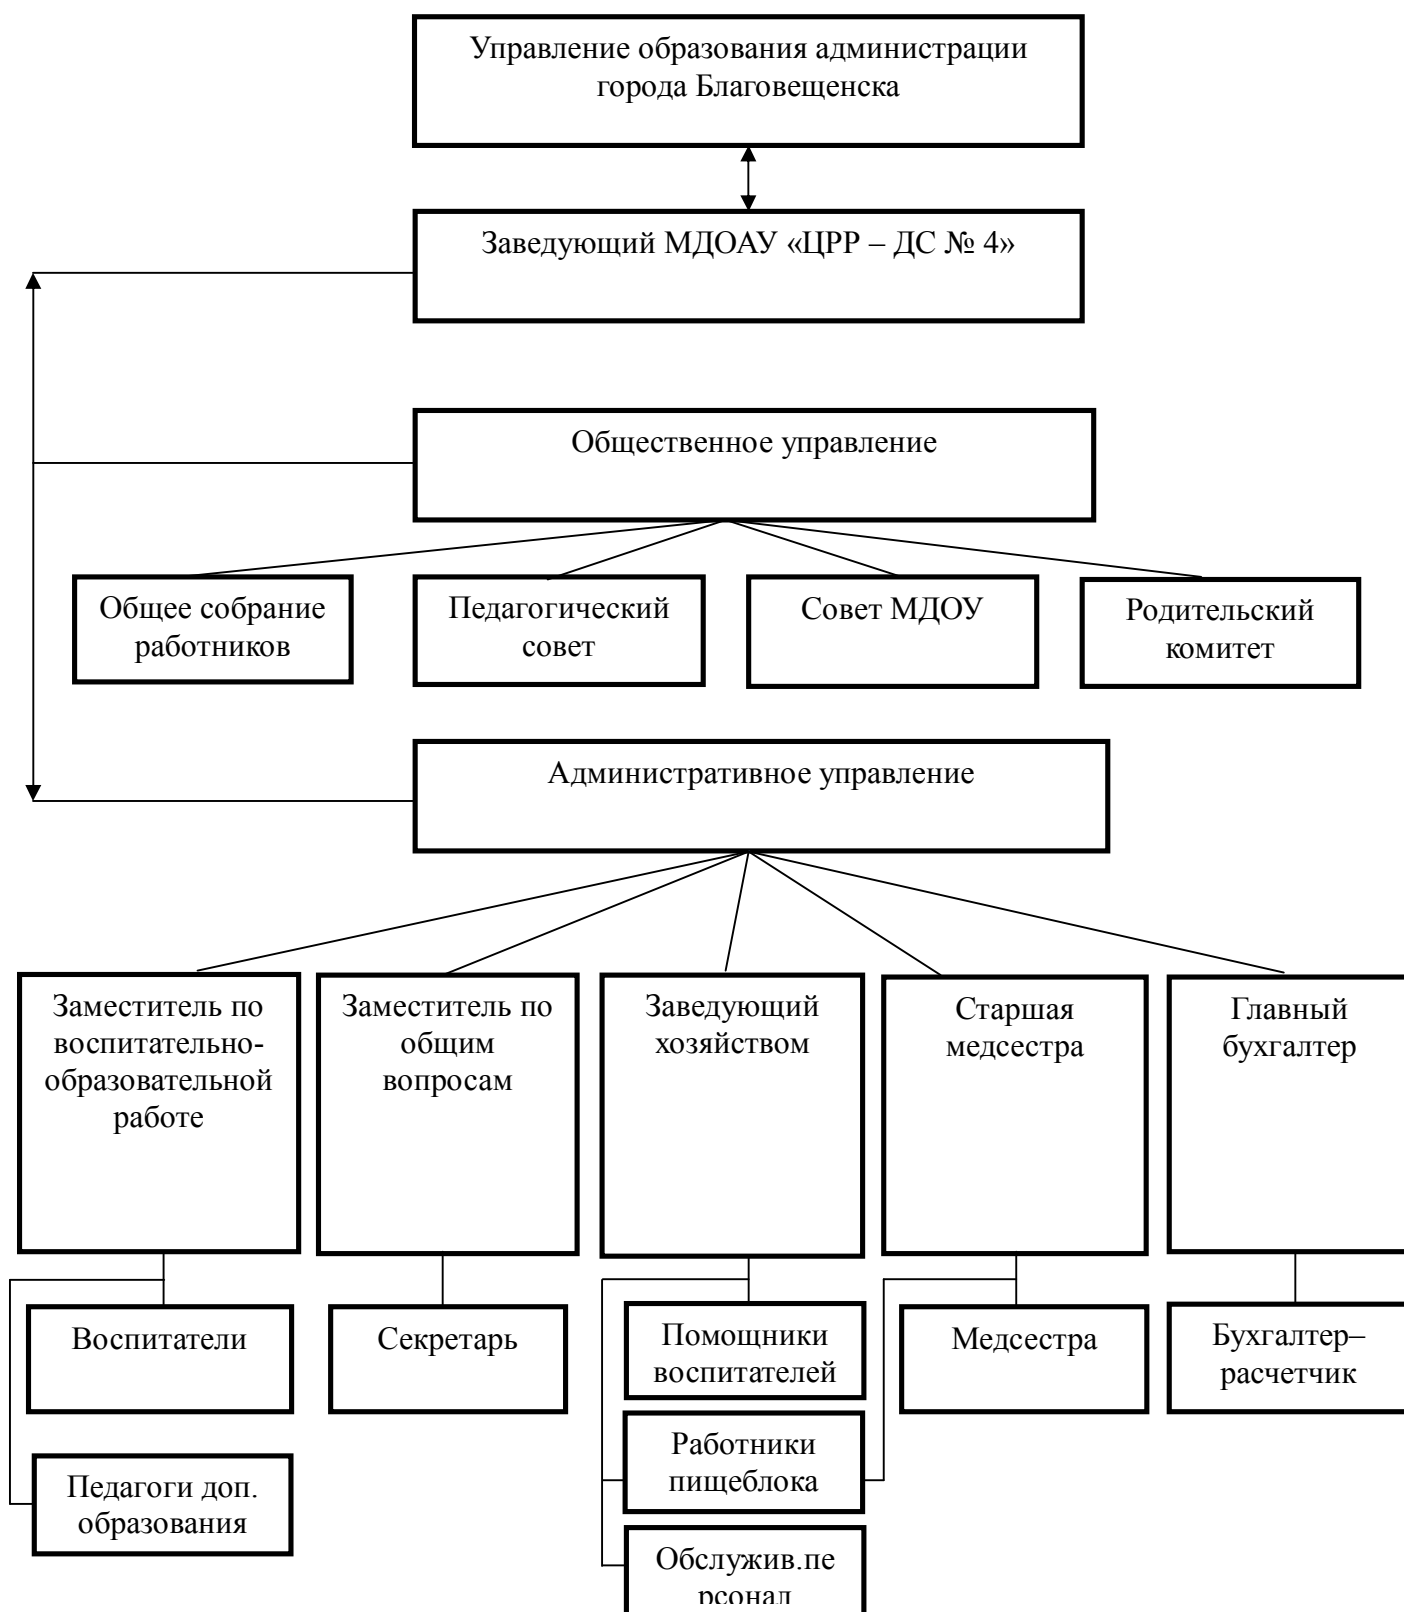 Управление образования администрации
города Благовещенска
Заведующий МДОАУ «ЦРР – ДС № 4»
Общественное управление
Общее собрание
работников
Педагогический
совет
Совет МДОУ
Родительский
комитет
Административное управление
Заместитель по
воспитательно-
образовательной
работе
Заместитель по
общим
вопросам
Заведующий
хозяйством
Старшая
медсестра
Главный
бухгалтер
Воспитатели
Секретарь
Помощники
воспитателей
Медсестра
Бухгалтер–
расчетчик
Работники
пищеблока
Педагоги доп.
образования
Обслужив.пе
рсонал